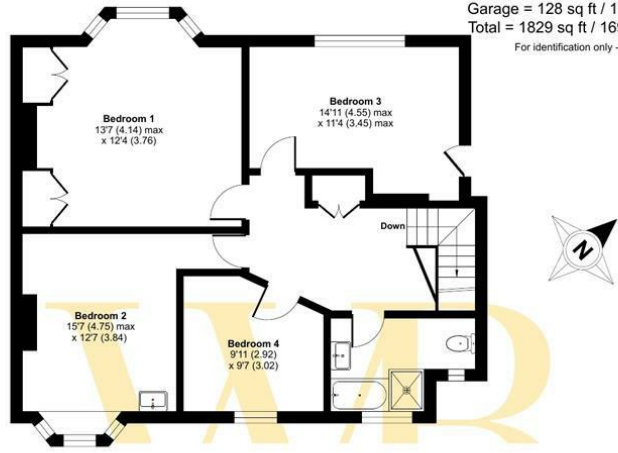 Garage = 128 sq ft / 1
Total = 1829 sq ft / 169
For identification only -
Bedroom 1
13'7 (4.14) max
x 12'4 (3.76)
Bedroom 3
14'11 (4.55) max
x 11'4 (3.45) max
Down
N
Bedroom 2
15'7 (4.75) max
x 12'7 (3.84)
Bedroom 4
9'11 (2.92)
x 9'7 (3.02)
WR